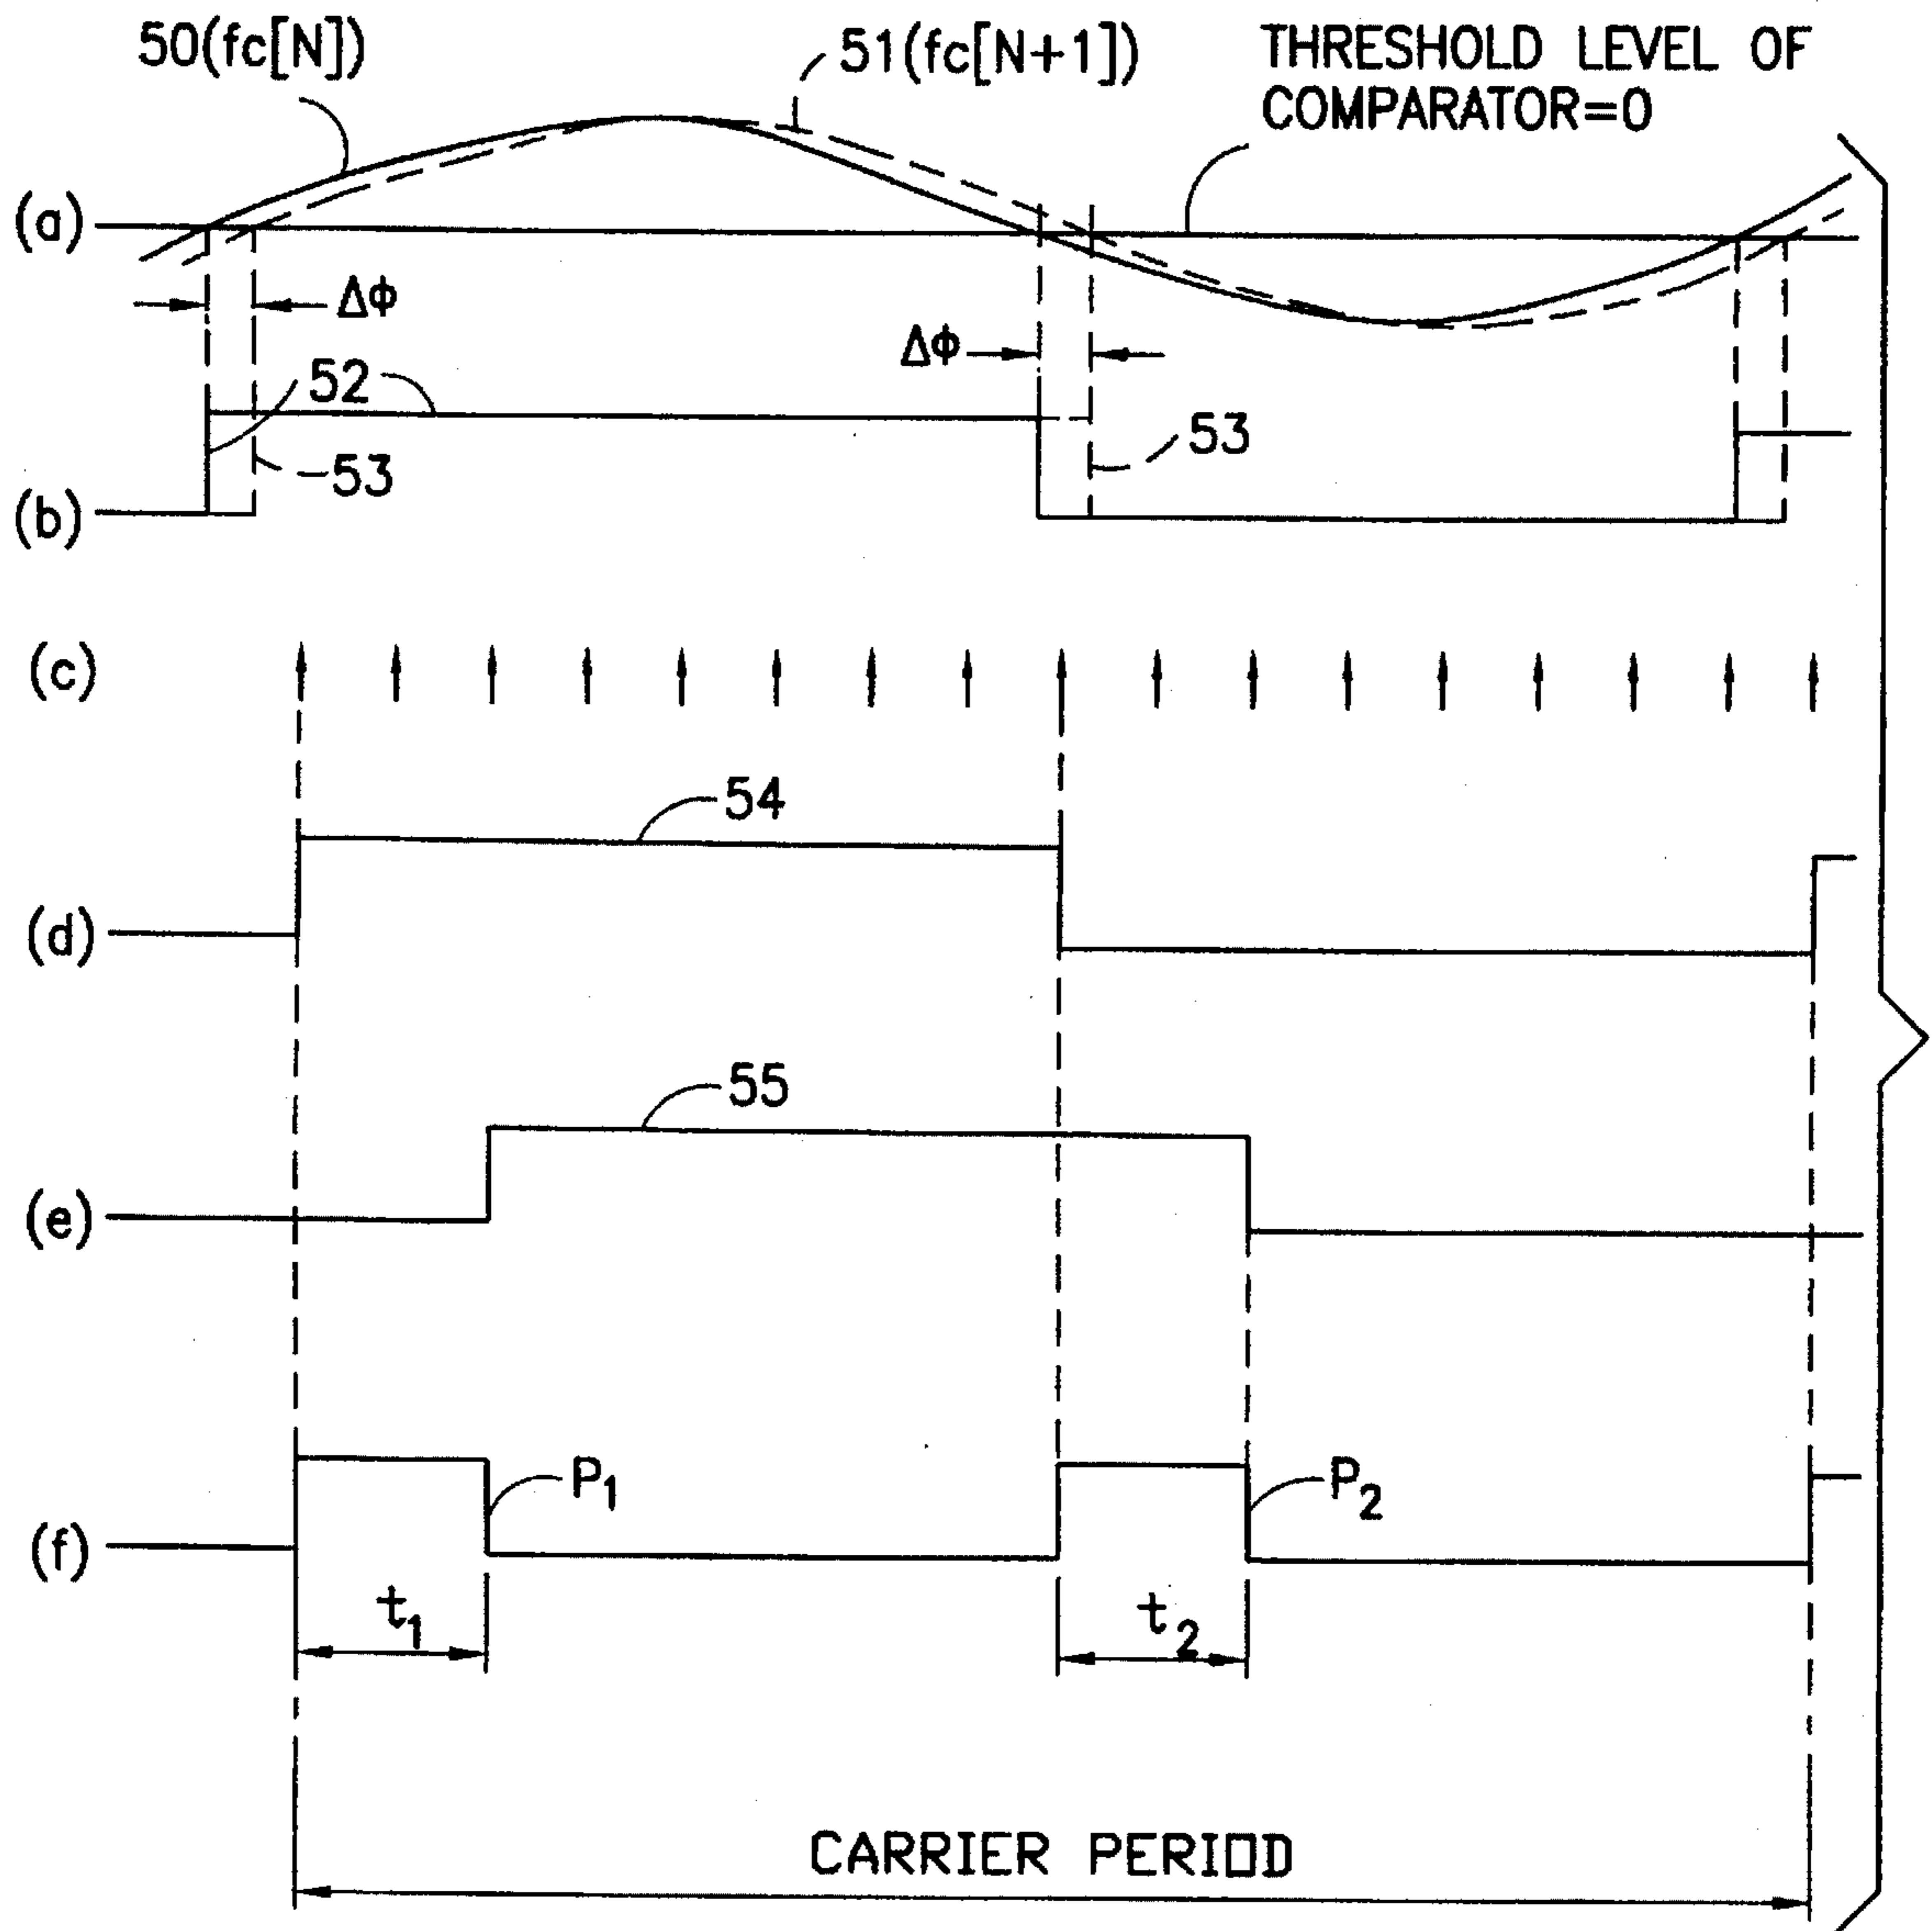 50(fc[N])
51(fc[N+1])
THRESHOLD LEVEL OF
COMPARATOR=0
(a)
ΔΦ
ΔΦ
52
53
53
(b)
(c)
54
(d)
55
(e)
P1
P2
(f)
t1
t2
CARRIER PERIOD